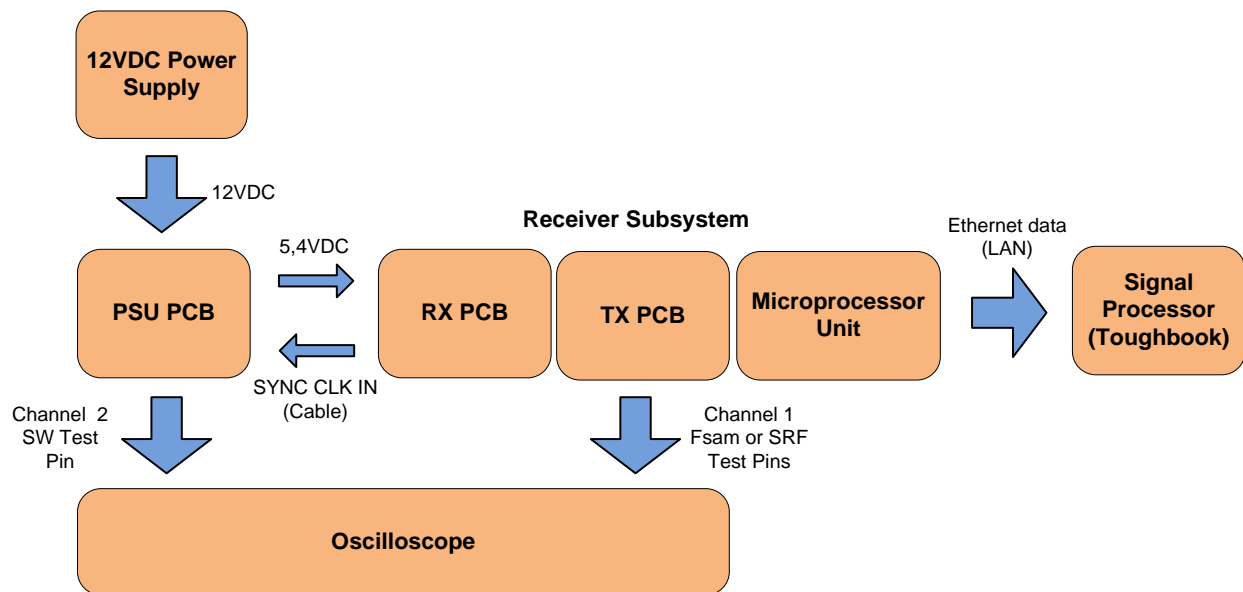 12VDC Power
Supply
12VDC
Receiver Subsystem
5,4VDC
Ethernet data
(LAN)
PSU PCB
RX PCB
TX PCB
Microprocessor
Unit
Signal
Processor
(Toughbook)
SYNC CLK IN
(Cable)
Channel 2
SW Test
Pin
Channel 1
Fsam or SRF
Test Pins
Oscilloscope